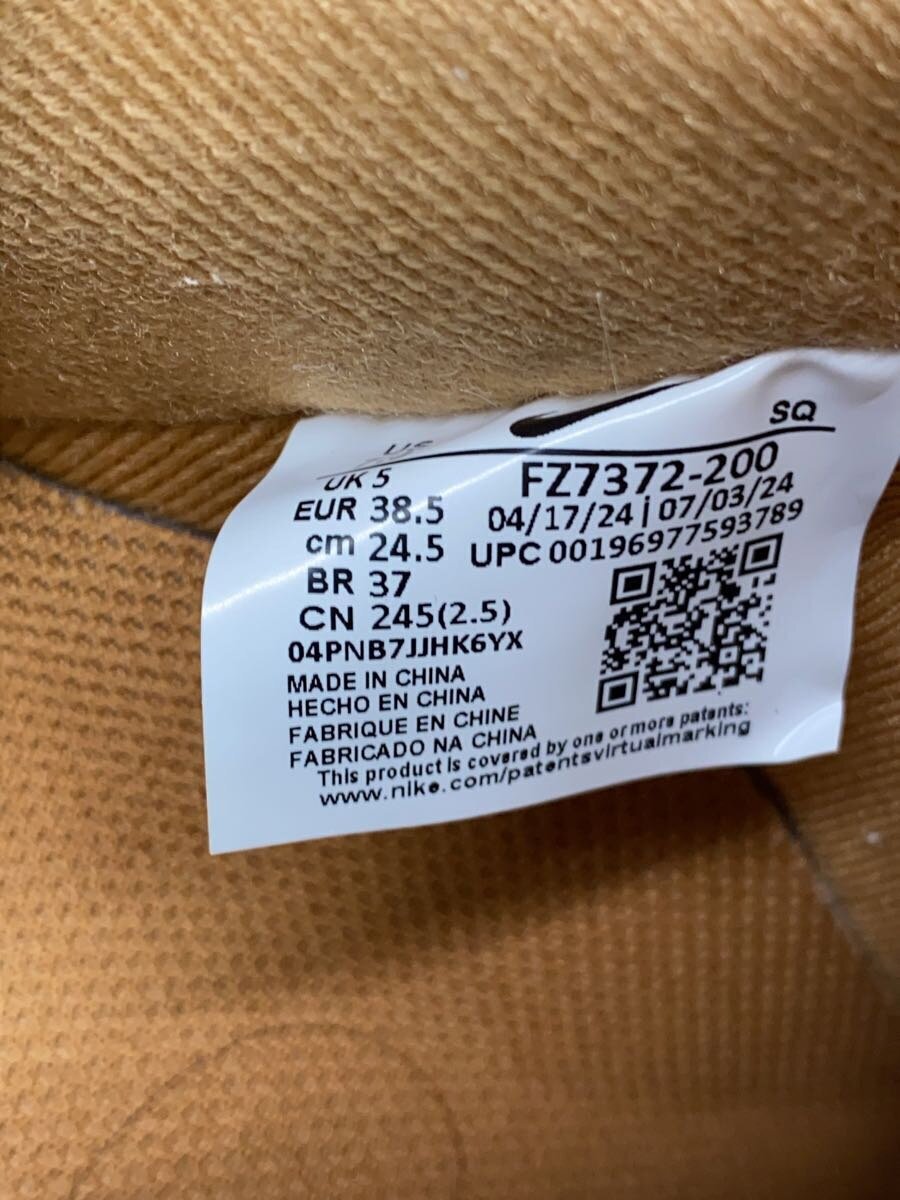 SQ
US
UK 5
FZ7372-200
EUR 38.5
04/17/24 | 07/03/24
cm 24.5
UPC 00196977593789
BR 37
CN 245(2.5)
04PNB7JJHK6YX
MADE IN CHINA
HECHO EN CHINA
FABRIQUE EN CHINE
FABRICADO NA CHINA
This product is covered by one or more patents:
www.nike.com/patentsvirtualmarking